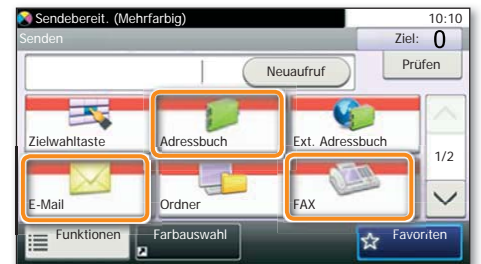 Sendebereit. (Mehrfarbig) 10:10
Senden Ziel: 0
Neuaufruf Prüfen
Zielwahltaste Adressbuch Ext. Adressbuch
1/2
E-Mail Ordner FAX
Funktionen Farbauswahl Favoriten